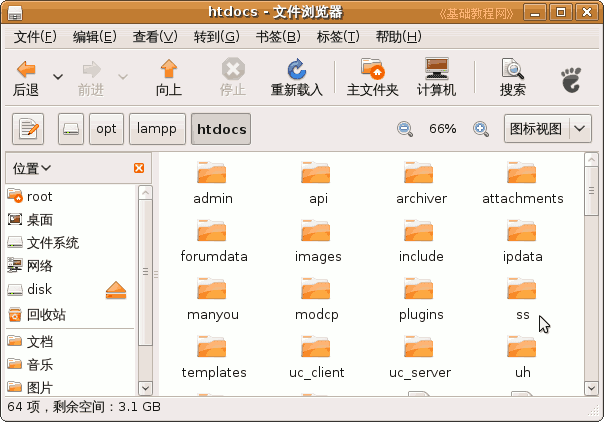 htdocs - 文件浏览器
《基础教程网》
文件(F) 编辑(E) 查看(V) 转到(G) 书签(B) 标签(T) 帮助(H)
后退 前进 向上 停止 重新载入 主文件夹 计算机 搜索
opt lampp htdocs 66% 图标视图
位置
root
桌面
文件系统
网络
disk
回收站
文档
音乐
图片
admin api archiver attachments
forumdata images include ipdata
manyou modcp plugins ss
templates uc_client uc_server uh
64 项，剩余空间：3.1 GB